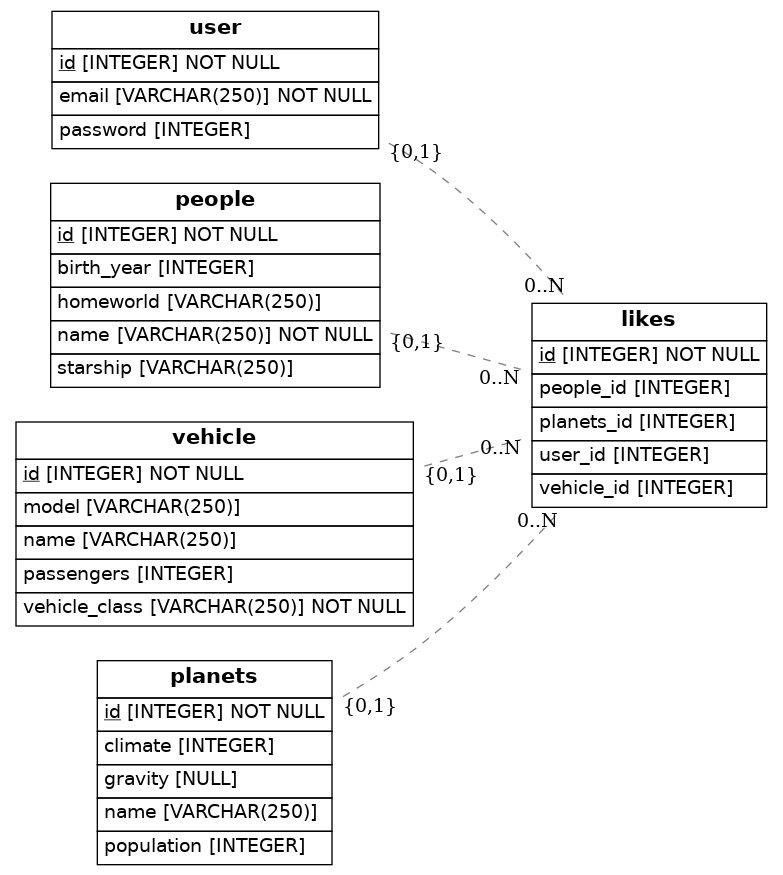 user
id [INTEGER] NOT NULL
email [VARCHAR(250)] NOT NULL
password [INTEGER]
{0,1}
0..N
people
id [INTEGER] NOT NULL
birth_year [INTEGER]
homeworld [VARCHAR(250)]
name [VARCHAR(250)] NOT NULL
starship [VARCHAR(250)]
{0,1}
0..N
likes
id [INTEGER] NOT NULL
people_id [INTEGER]
planets_id [INTEGER]
user_id [INTEGER]
vehicle_id [INTEGER]
vehicle
id [INTEGER] NOT NULL
model [VARCHAR(250)]
name [VARCHAR(250)]
passengers [INTEGER]
vehicle_class [VARCHAR(250)] NOT NULL
{0,1}
0..N
planets
id [INTEGER] NOT NULL
climate [INTEGER]
gravity [NULL]
name [VARCHAR(250)]
population [INTEGER]
{0,1}
0..N